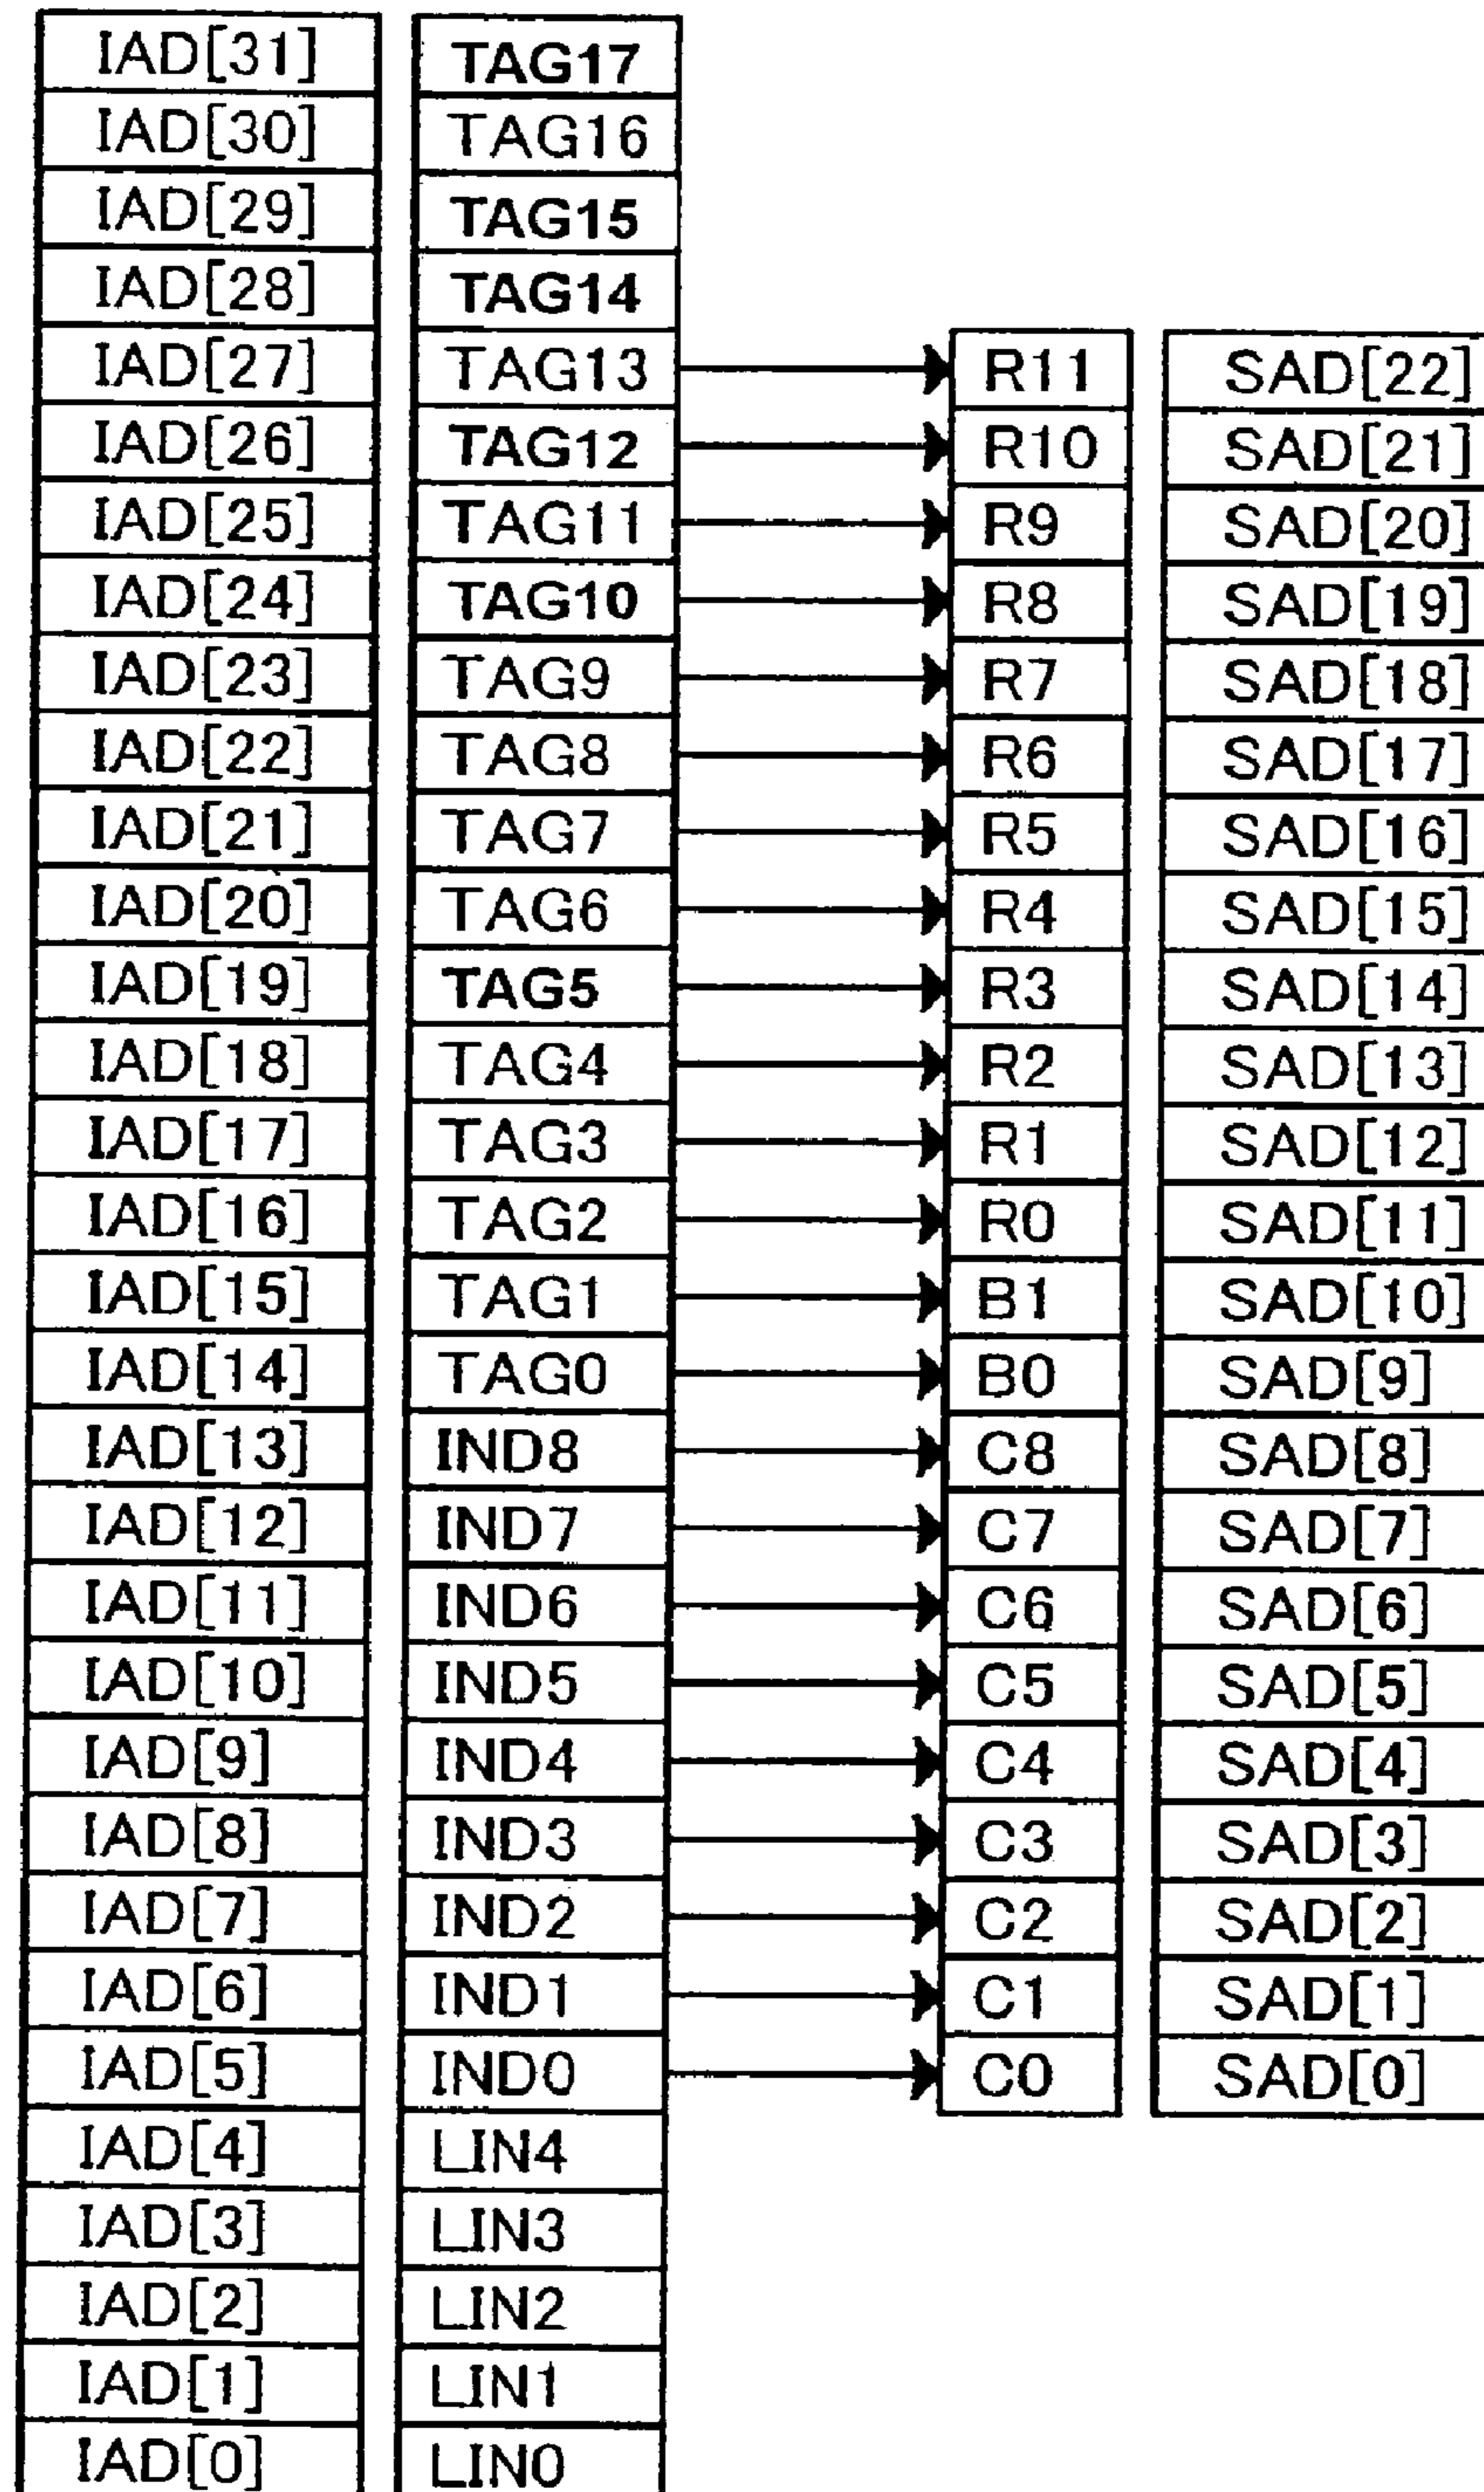 IAD[31] TAG17
IAD[30] TAG16
IAD[29] TAG15
IAD[28] TAG14
IAD[27] TAG13 R11 SAD[22]
IAD[26] TAG12 R10 SAD[21]
IAD[25] TAG11 R9 SAD[20]
IAD[24] TAG10 R8 SAD[19]
IAD[23] TAG9 R7 SAD[18]
IAD[22] TAG8 R6 SAD[17]
IAD[21] TAG7 R5 SAD[16]
IAD[20] TAG6 R4 SAD[15]
IAD[19] TAG5 R3 SAD[14]
IAD[18] TAG4 R2 SAD[13]
IAD[17] TAG3 R1 SAD[12]
IAD[16] TAG2 R0 SAD[11]
IAD[15] TAG1 B1 SAD[10]
IAD[14] TAG0 B0 SAD[9]
IAD[13] IND8 C8 SAD[8]
IAD[12] IND7 C7 SAD[7]
IAD[11] IND6 C6 SAD[6]
IAD[10] IND5 C5 SAD[5]
IAD[9] IND4 C4 SAD[4]
IAD[8] IND3 C3 SAD[3]
IAD[7] IND2 C2 SAD[2]
IAD[6] IND1 C1 SAD[1]
IAD[5] IND0 C0 SAD[0]
IAD[4] LIN4
IAD[3] LIN3
IAD[2] LIN2
IAD[1] LIN1
IAD[0] LIN0